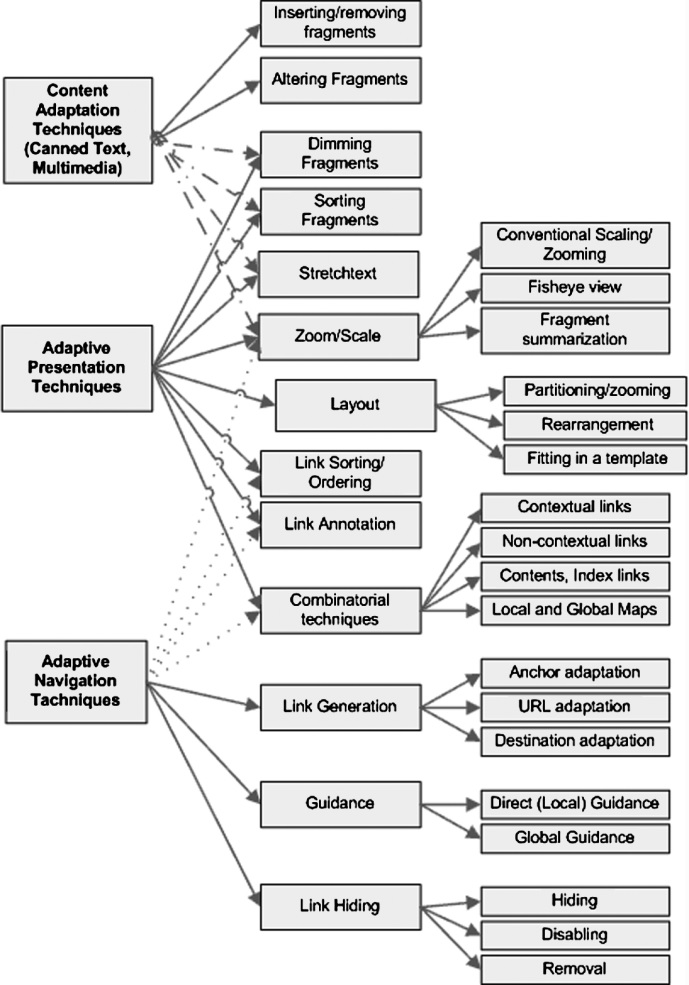 Inserting/removing
fragments
Content
Adaptation
Techniques
(Canned Text,
Multimedia)
Altering Fragments
Dimming
Fragments
Sorting
Fragments
Stretchtext
Conventional Scaling/
Zooming
Fisheye view
Fragment
summarization
Zoom/Scale
Adaptive
Presentation
Techniques
Layout
Partitioning/zooming
Rearrangement
Fitting in a template
Link Sorting/
Ordering
Link Annotation
Contextual links
Non-contextual links
Contents, Index links
Local and Global Maps
Combinatorial
techniques
Adaptive
Navigation
Tachniques
Link Generation
Anchor adaptation
URL adaptation
Destination adaptation
Guidance
Direct (Local) Guidance
Global Guidance
Link Hiding
Hiding
Disabling
Removal